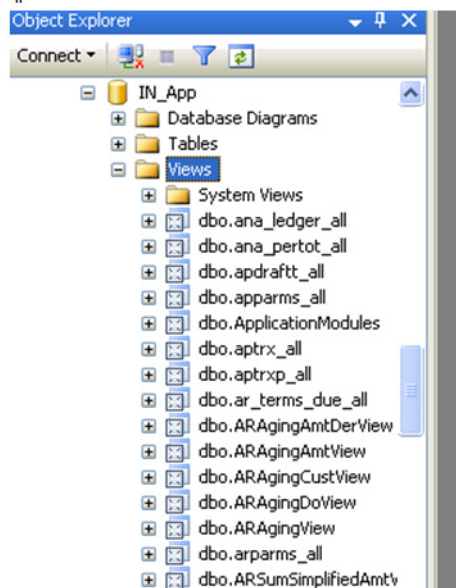 Object Explorer
Connect
IN_App
Database Diagrams
Tables
Views
System Views
dbo.ana_ledger_all
dbo.ana_pertot_all
dbo.apdraftt_all
dbo.apparms_all
dbo.ApplicationModules
dbo.aptrx_all
dbo.aptrxp_all
dbo.ar_terms_due_all
dbo.ARAgingAmtDerView
dbo.ARAgingAmtView
dbo.ARAgingCustView
dbo.ARAgingDoView
dbo.ARAgingView
dbo.arparms_all
dbo.ARSumSimplifiedAmtV